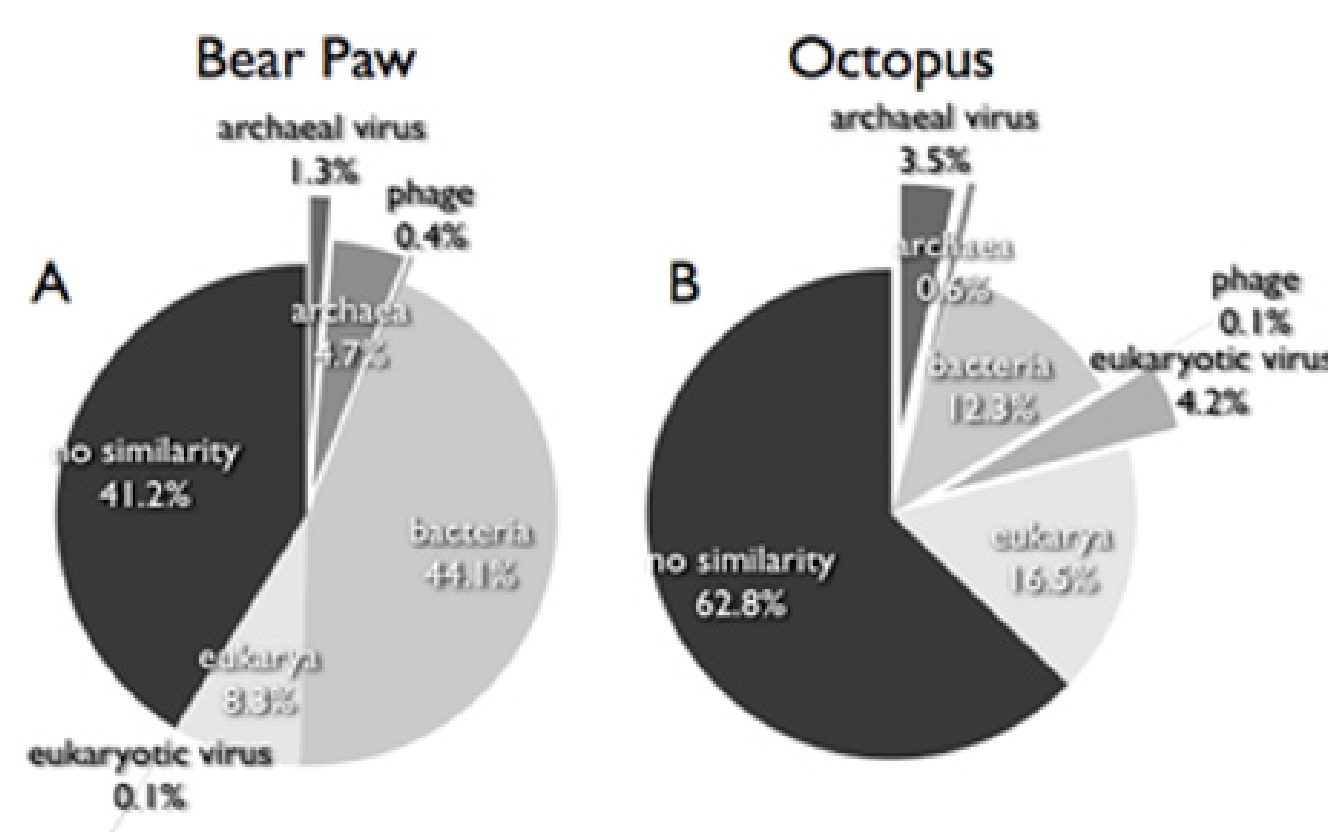 Bear Paw
archaeal virus
1.3%
phage
0.4%
A
archaea
4.7%
no similarity
41.2%
bacteria
44.1%
eukarya
8.3%
eukaryotic virus
0.1%
Octopus
archaeal virus
3.5%
B
archaea
0.6%
phage
0.1%
eukaryotic virus
4.2%
bacteria
12.3%
eukarya
16.5%
no similarity
62.8%